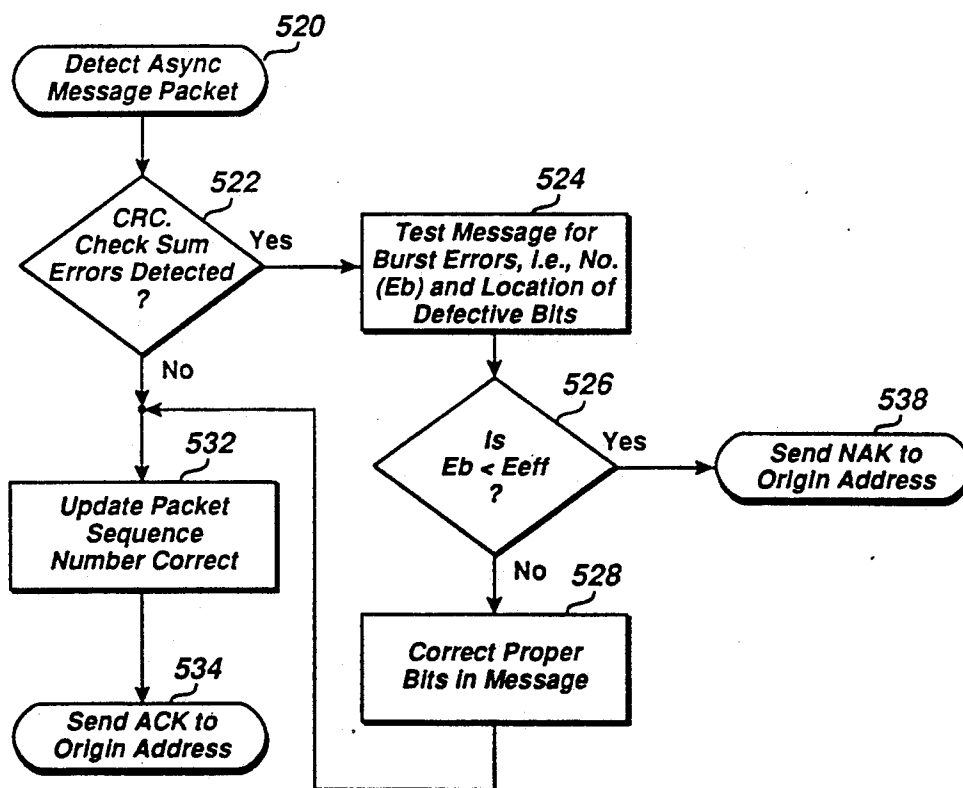 520
Detect Async
Message Packet
522
CRC.
Check Sum
Errors Detected
?
Yes
No
524
Test Message for
Burst Errors, i.e., No.
(Eb) and Location of
Defective Bits
526
Is
Eb < Eeff
?
Yes
No
538
Send NAK to
Origin Address
532
Update Packet
Sequence
Number Correct
528
Correct Proper
Bits in Message
534
Send ACK to
Origin Address